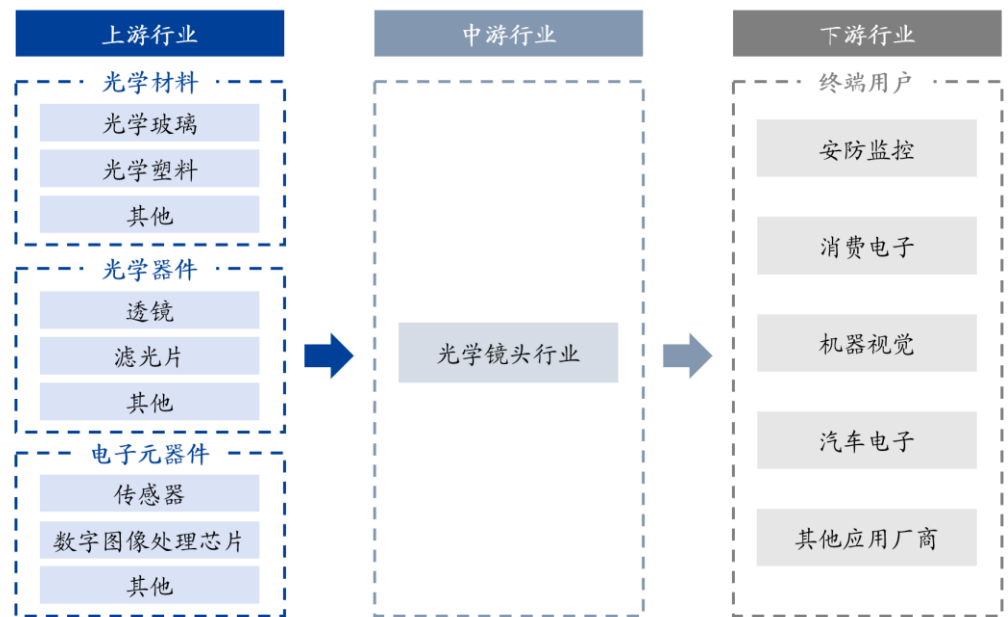 上游行业
光学材料
光学玻璃
光学塑料
其他
光学器件
透镜
滤光片
其他
电子元器件
传感器
数字图像处理芯片
其他
中游行业
光学镜头行业
下游行业
终端用户
安防监控
消费电子
机器视觉
汽车电子
其他应用厂商